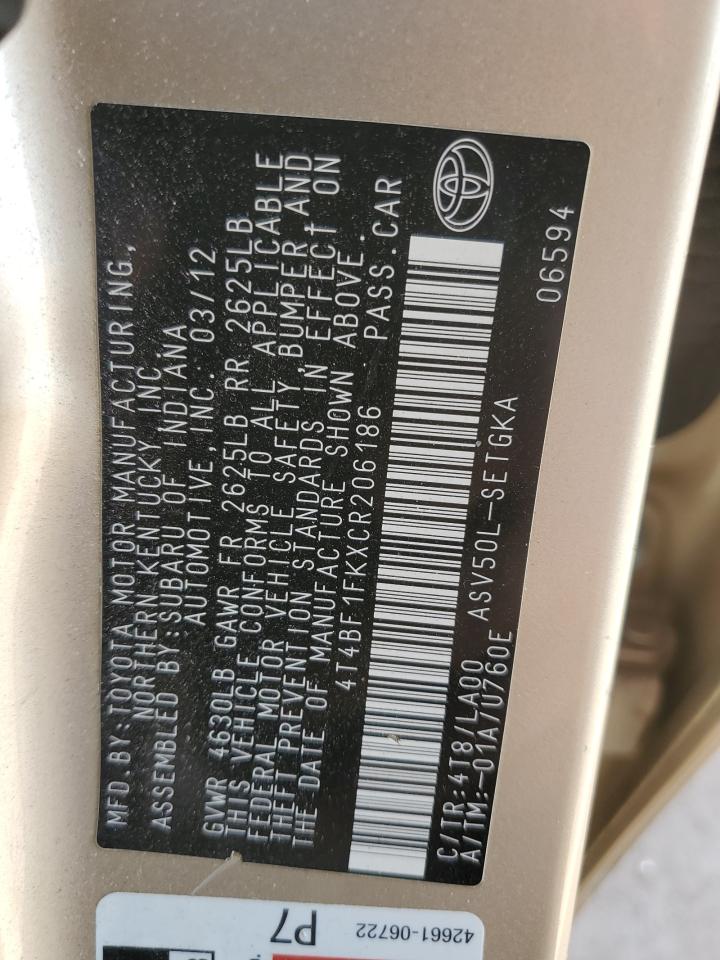 MFD.BY:TOYOTA MOTOR MANUFACTURING,
NORTHERN KENTUCKY INC.
ASSEMBLED BY:SUBARU OF INDIANA
AUTOMOTIVE,INC. 03/12
GVWR 4630LB GAWR FR 2625LB RR 2625LB
THIS VEHICLE CONFORMS TO ALL APPLICABLE
FEDERAL MOTOR VEHICLE SAFETY,BUMPER AND
THEFT PREVENTION STANDARDS IN EFFECT ON
THE DATE OF MANUFACTURE SHOWN ABOVE.
4T4BF1FKXCR206186 PASS.CAR
C/TR:4T8/LA00 ASV50L-SETGKA 06594
A/TM:-01A/U760E
42661-06722
P7